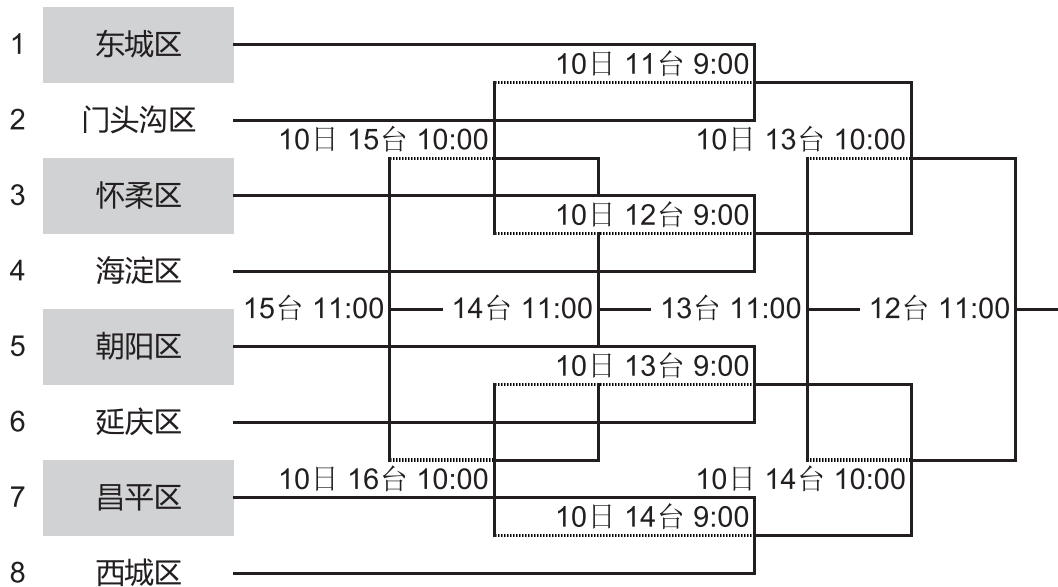 1 东城区
10日 11台 9:00
2 门头沟区
10日 15台 10:00 10日 13台 10:00
3 怀柔区
10日 12台 9:00
4 海淀区
15台 11:00 14台 11:00 13台 11:00 12台 11:00
5 朝阳区
10日 13台 9:00
6 延庆区
10日 16台 10:00 10日 14台 10:00
7 昌平区
10日 14台 9:00
8 西城区